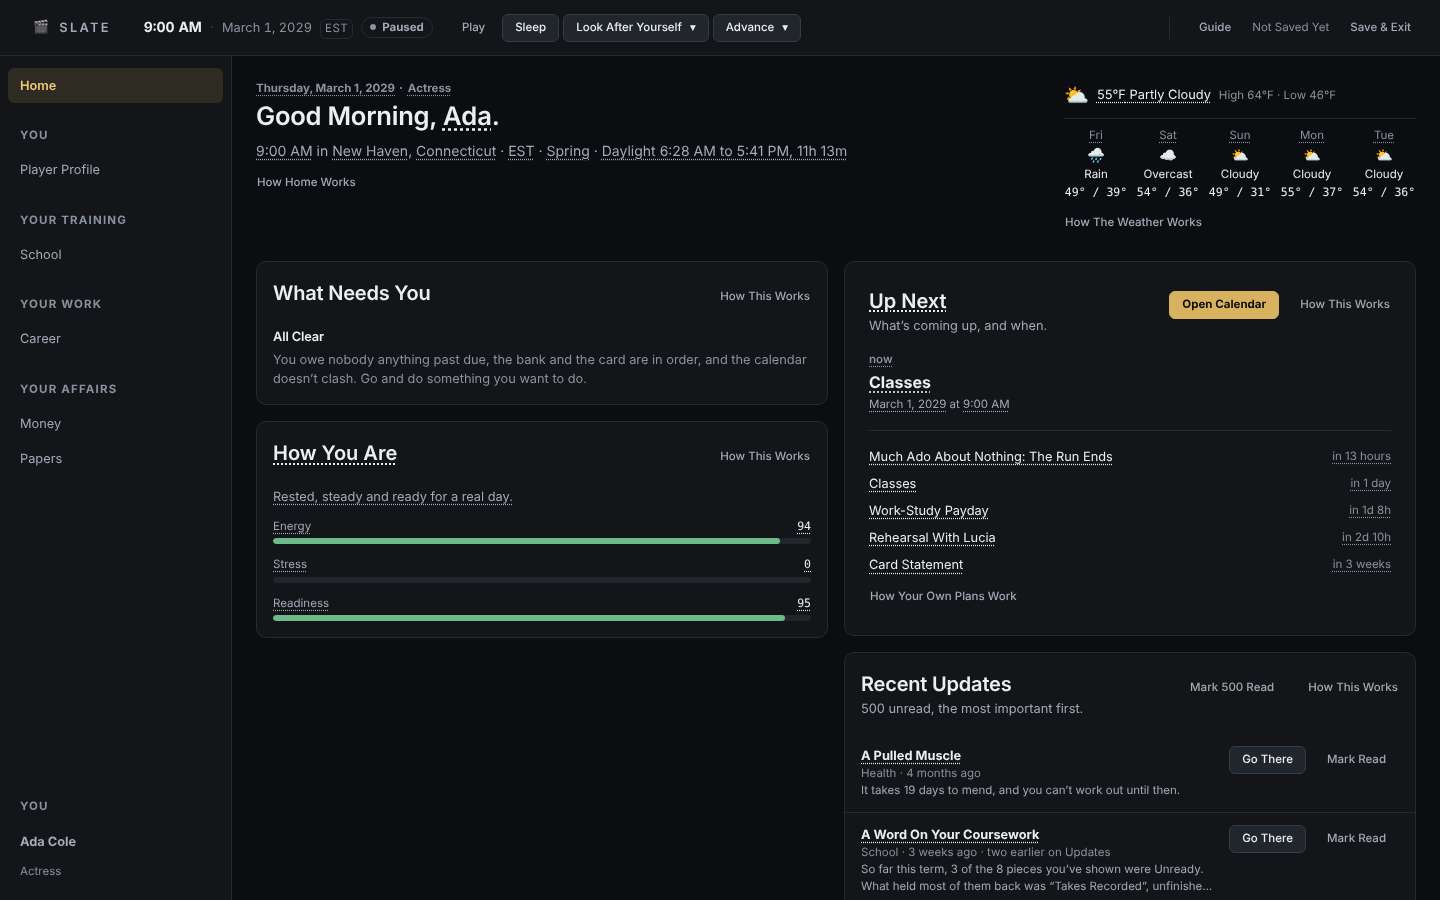 SLATE
9:00 AM · March 1, 2029 EST Paused Play Sleep Look After Yourself ▾ Advance ▾ Guide Not Saved Yet Save & Exit
Home
YOU
Player Profile
YOUR TRAINING
School
YOUR WORK
Career
YOUR AFFAIRS
Money
Papers
YOU
Ada Cole
Actress
Thursday, March 1, 2029 · Actress
Good Morning, Ada.
9:00 AM in New Haven, Connecticut · EST · Spring · Daylight 6:28 AM to 5:41 PM, 11h 13m
How Home Works
55°F Partly Cloudy High 64°F · Low 46°F
Fri Sat Sun Mon Tue
Rain Overcast Cloudy Cloudy Cloudy
49° / 39° 54° / 36° 49° / 31° 55° / 37° 54° / 36°
How The Weather Works
What Needs You How This Works
All Clear
You owe nobody anything past due, the bank and the card are in order, and the calendar
doesn’t clash. Go and do something you want to do.
How You Are How This Works
Rested, steady and ready for a real day.
Energy 94
Stress 0
Readiness 95
Up Next Open Calendar How This Works
What’s coming up, and when.
now
Classes
March 1, 2029 at 9:00 AM
Much Ado About Nothing: The Run Ends in 13 hours
Classes in 1 day
Work-Study Payday in 1d 8h
Rehearsal With Lucia in 2d 10h
Card Statement in 3 weeks
How Your Own Plans Work
Recent Updates Mark 500 Read How This Works
500 unread, the most important first.
A Pulled Muscle Go There Mark Read
Health · 4 months ago
It takes 19 days to mend, and you can’t work out until then.
A Word On Your Coursework Go There Mark Read
School · 3 weeks ago · two earlier on Updates
So far this term, 3 of the 8 pieces you’ve shown were Unready.
What held most of them back was “Takes Recorded”, unfinishe…